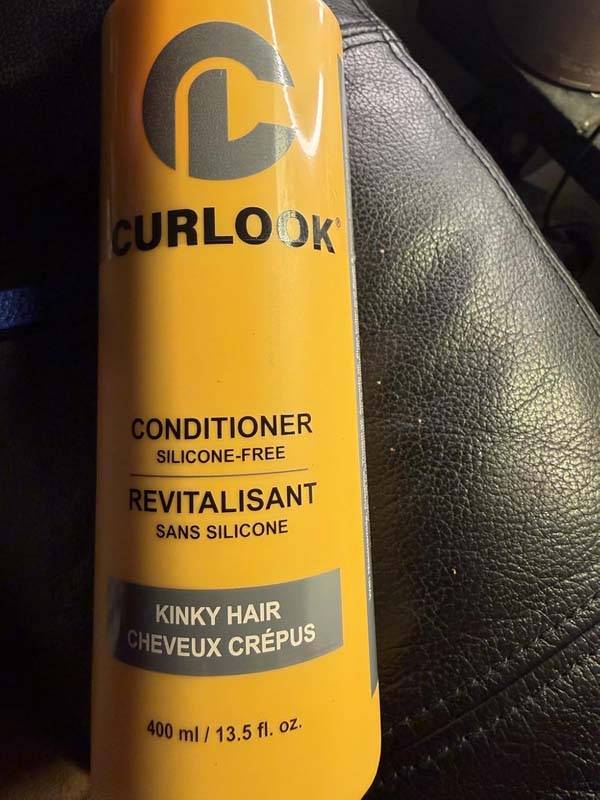 CURLOOK®
CONDITIONER
SILICONE-FREE
REVITALISANT
SANS SILICONE
KINKY HAIR
CHEVEUX CRÉPUS
400 ml / 13.5 fl. oz.